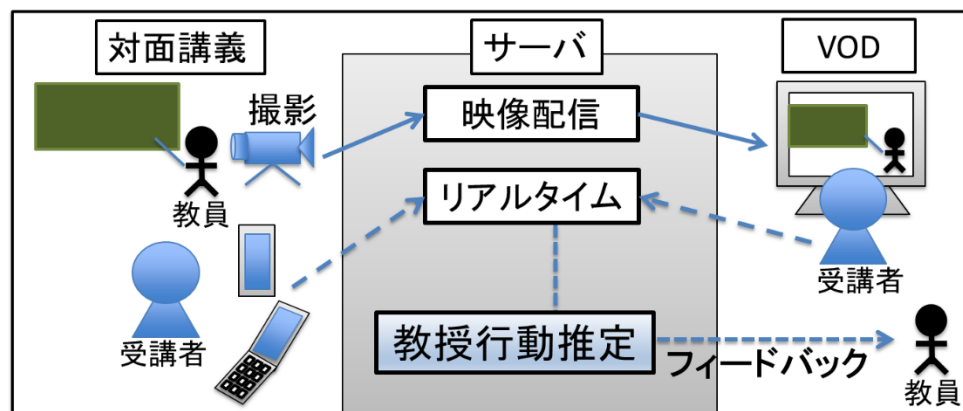 対面講義
サーバ
VOD
撮影
映像配信
教員
リアルタイム
受講者
受講者
教授行動推定
フィードバック
教員